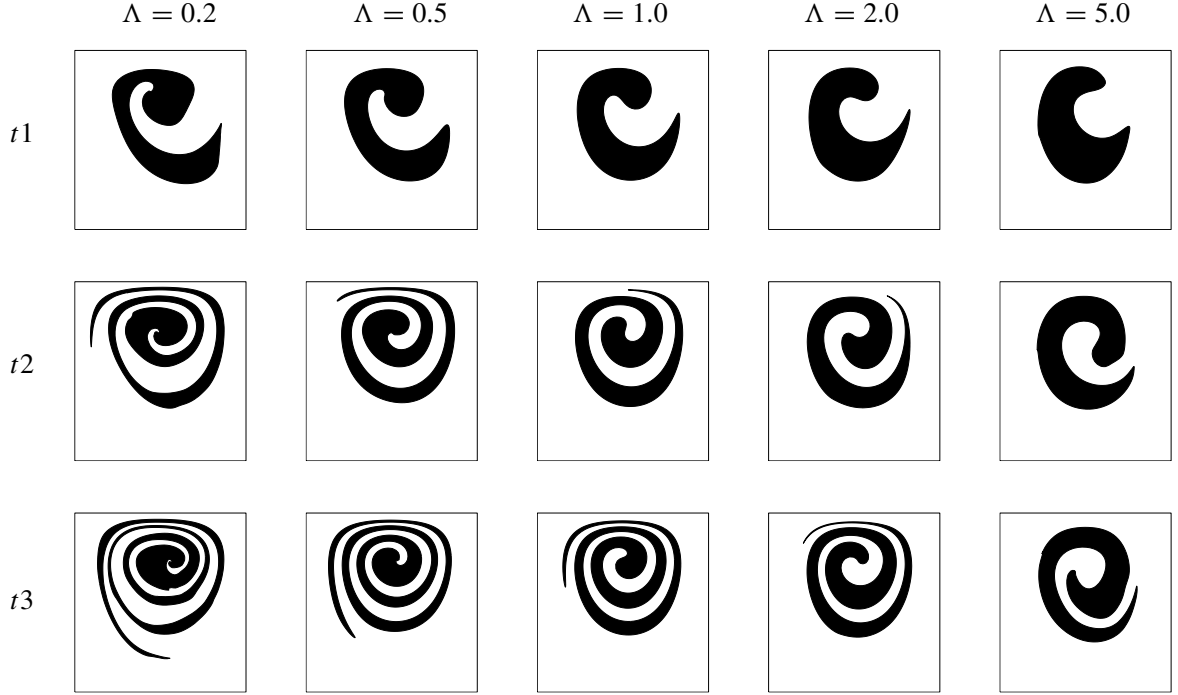 Λ = 0.2 Λ = 0.5 Λ = 1.0 Λ = 2.0 Λ = 5.0
t1
t2
t3